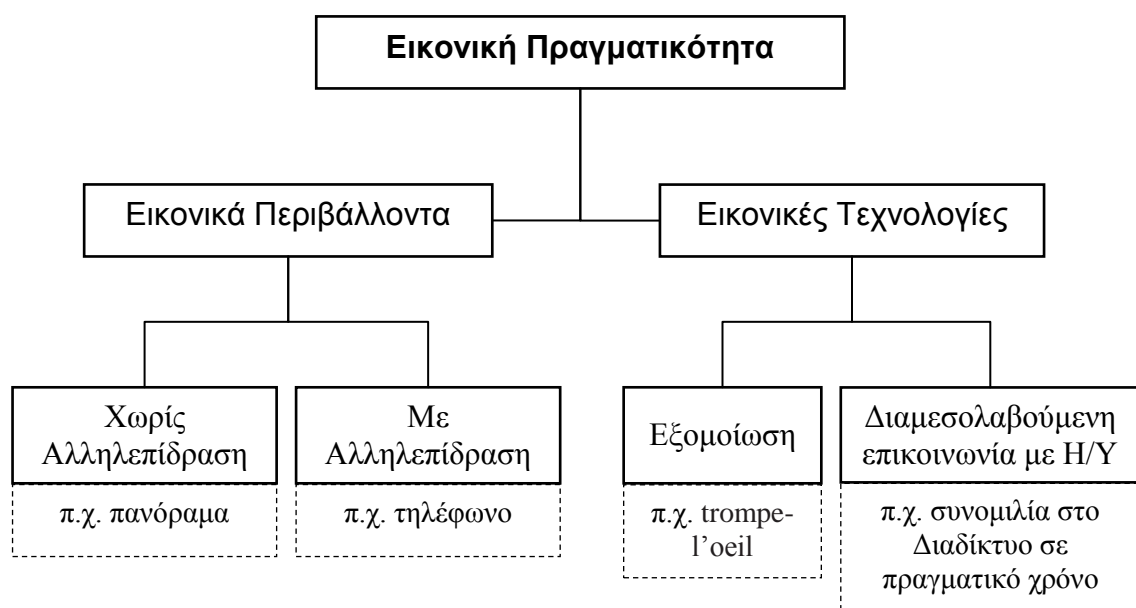 Εικονική Πραγματικότητα
Εικονικά Περιβάλλοντα
Εικονικές Τεχνολογίες
Χωρίς
Αλληλεπίδραση
π.χ. πανόραμα
Με
Αλληλεπίδραση
π.χ. τηλέφωνο
Εξομοίωση
π.χ. trompe-
l’oeil
Διαμεσολαβούμενη
επικοινωνία με Η/Υ
π.χ. συνομιλία στο
Διαδίκτυο σε
πραγματικό χρόνο